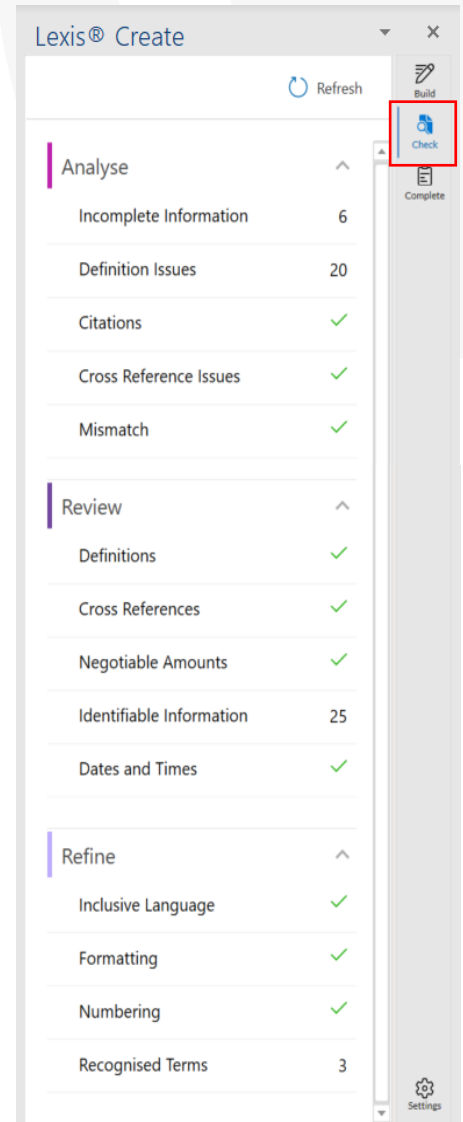 Lexis® Create
Refresh
Build
Check
Complete
Analyse
Incomplete Information 6
Definition Issues 20
Citations
Cross Reference Issues
Mismatch
Review
Definitions
Cross References
Negotiable Amounts
Identifiable Information 25
Dates and Times
Refine
Inclusive Language
Formatting
Numbering
Recognised Terms 3
Settings